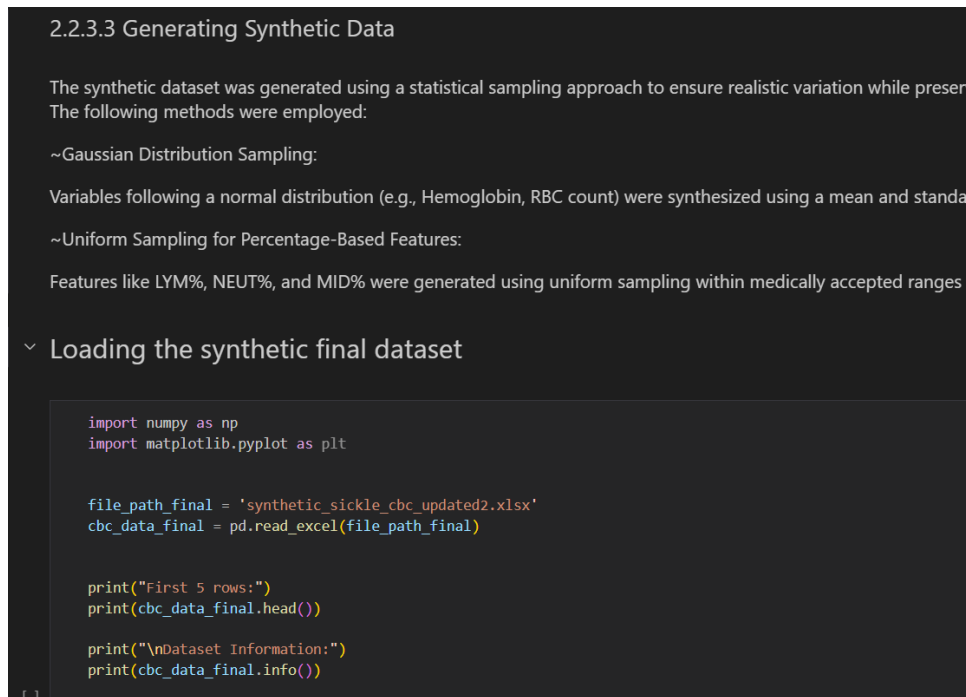 2.2.3.3 Generating Synthetic Data
The synthetic dataset was generated using a statistical sampling approach to ensure realistic variation while preser
The following methods were employed:
~Gaussian Distribution Sampling:
Variables following a normal distribution (e.g., Hemoglobin, RBC count) were synthesized using a mean and standa
~Uniform Sampling for Percentage-Based Features:
Features like LYM%, NEUT%, and MID% were generated using uniform sampling within medically accepted ranges
Loading the synthetic final dataset
import numpy as np
import matplotlib.pyplot as plt
file_path_final = 'synthetic_sickle_cbc_updated2.xlsx'
cbc_data_final = pd.read_excel(file_path_final)
print("First 5 rows:")
print(cbc_data_final.head())
print("\nDataset Information:")
print(cbc_data_final.info())
[ ]